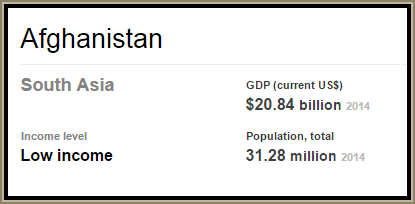 Afghanistan
South Asia
GDP (current US$)
$20.84 billion 2014
Income level
Low income
Population, total
31.28 million 2014